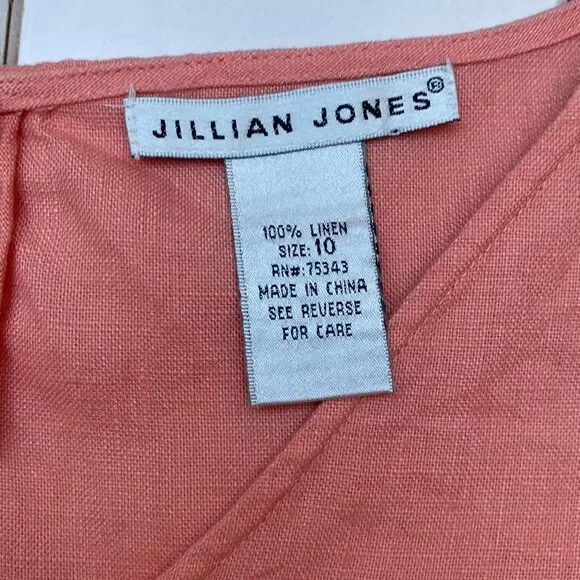 JILLIAN JONES®
100% LINEN
SIZE: 10
RN#: 75343
MADE IN CHINA
SEE REVERSE
FOR CARE